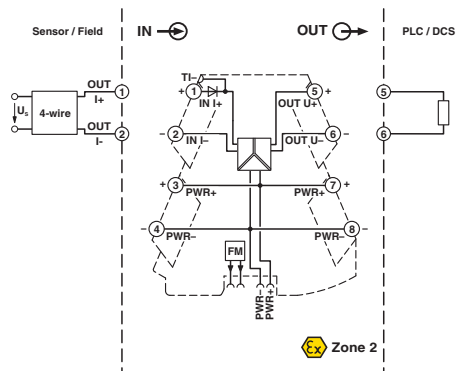 Sensor / Field
IN
OUT
PLC / DCS
TI–
OUT
I+
1
+ 1
IN I+
5 +
OUT U+
5
Us
4-wire
OUT
I-
2
– 2
IN I–
OUT U–
6 –
6
+ 3
PWR+
PWR+
7 +
– 4
PWR–
PWR–
8 –
FM
PWR–
PWR+
Ex Zone 2